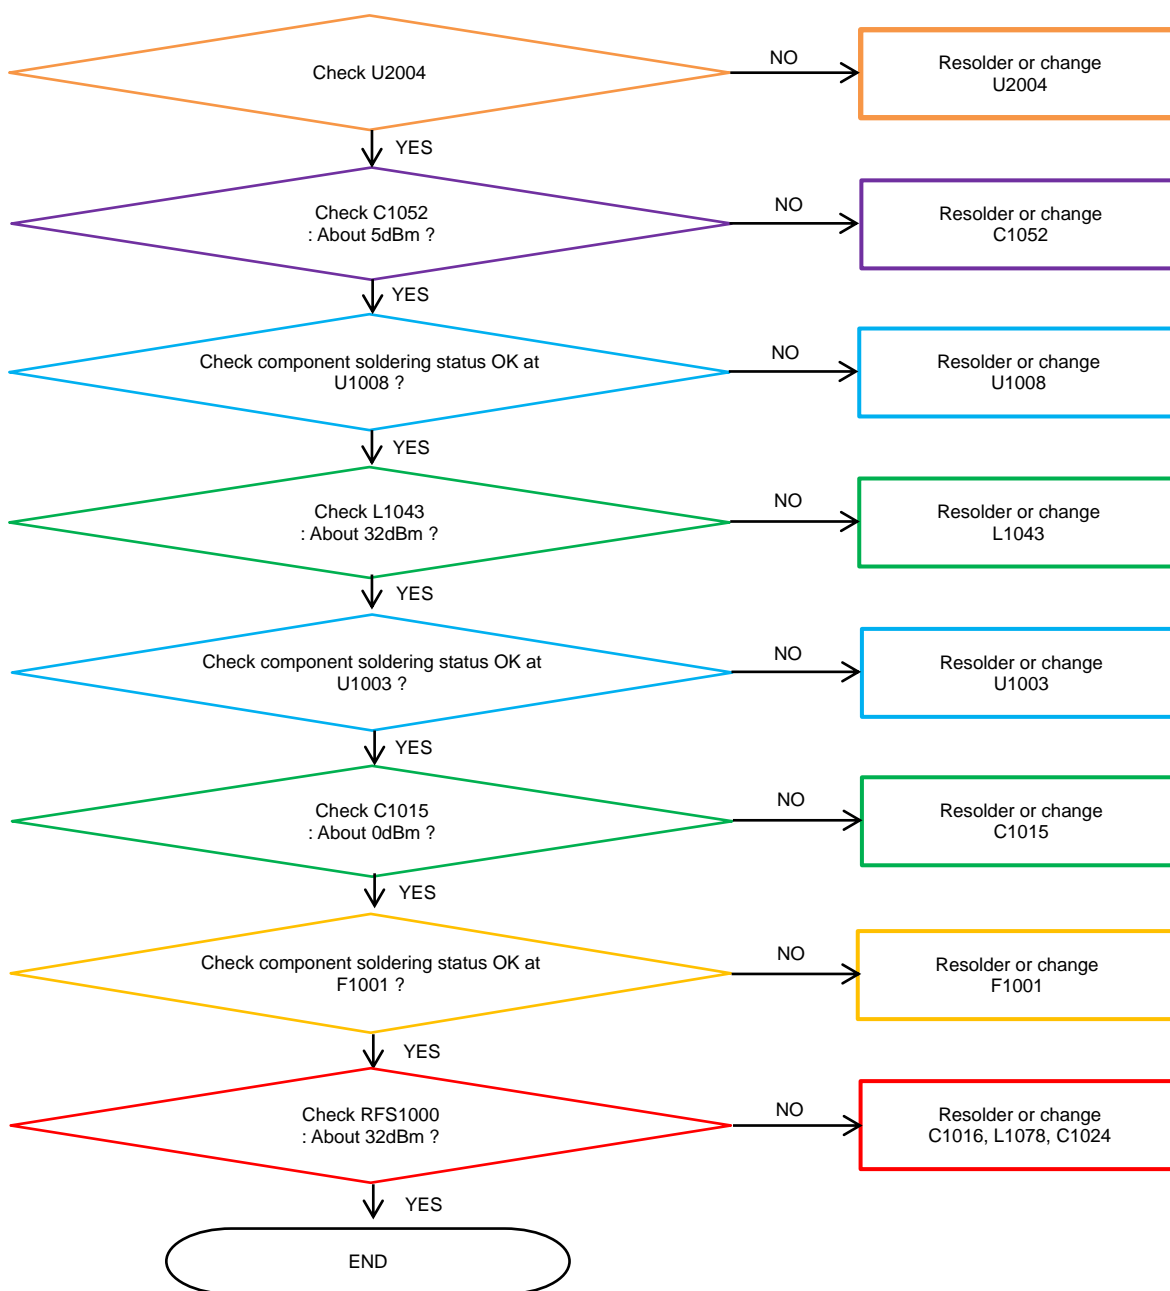 Check U2004
NO
Resolder or change
U2004
YES
Check C1052
: About 5dBm ?
NO
Resolder or change
C1052
YES
Check component soldering status OK at
U1008 ?
NO
Resolder or change
U1008
YES
Check L1043
: About 32dBm ?
NO
Resolder or change
L1043
YES
Check component soldering status OK at
U1003 ?
NO
Resolder or change
U1003
YES
Check C1015
: About 0dBm ?
NO
Resolder or change
C1015
YES
Check component soldering status OK at
F1001 ?
NO
Resolder or change
F1001
YES
Check RFS1000
: About 32dBm ?
NO
Resolder or change
C1016, L1078, C1024
YES
END